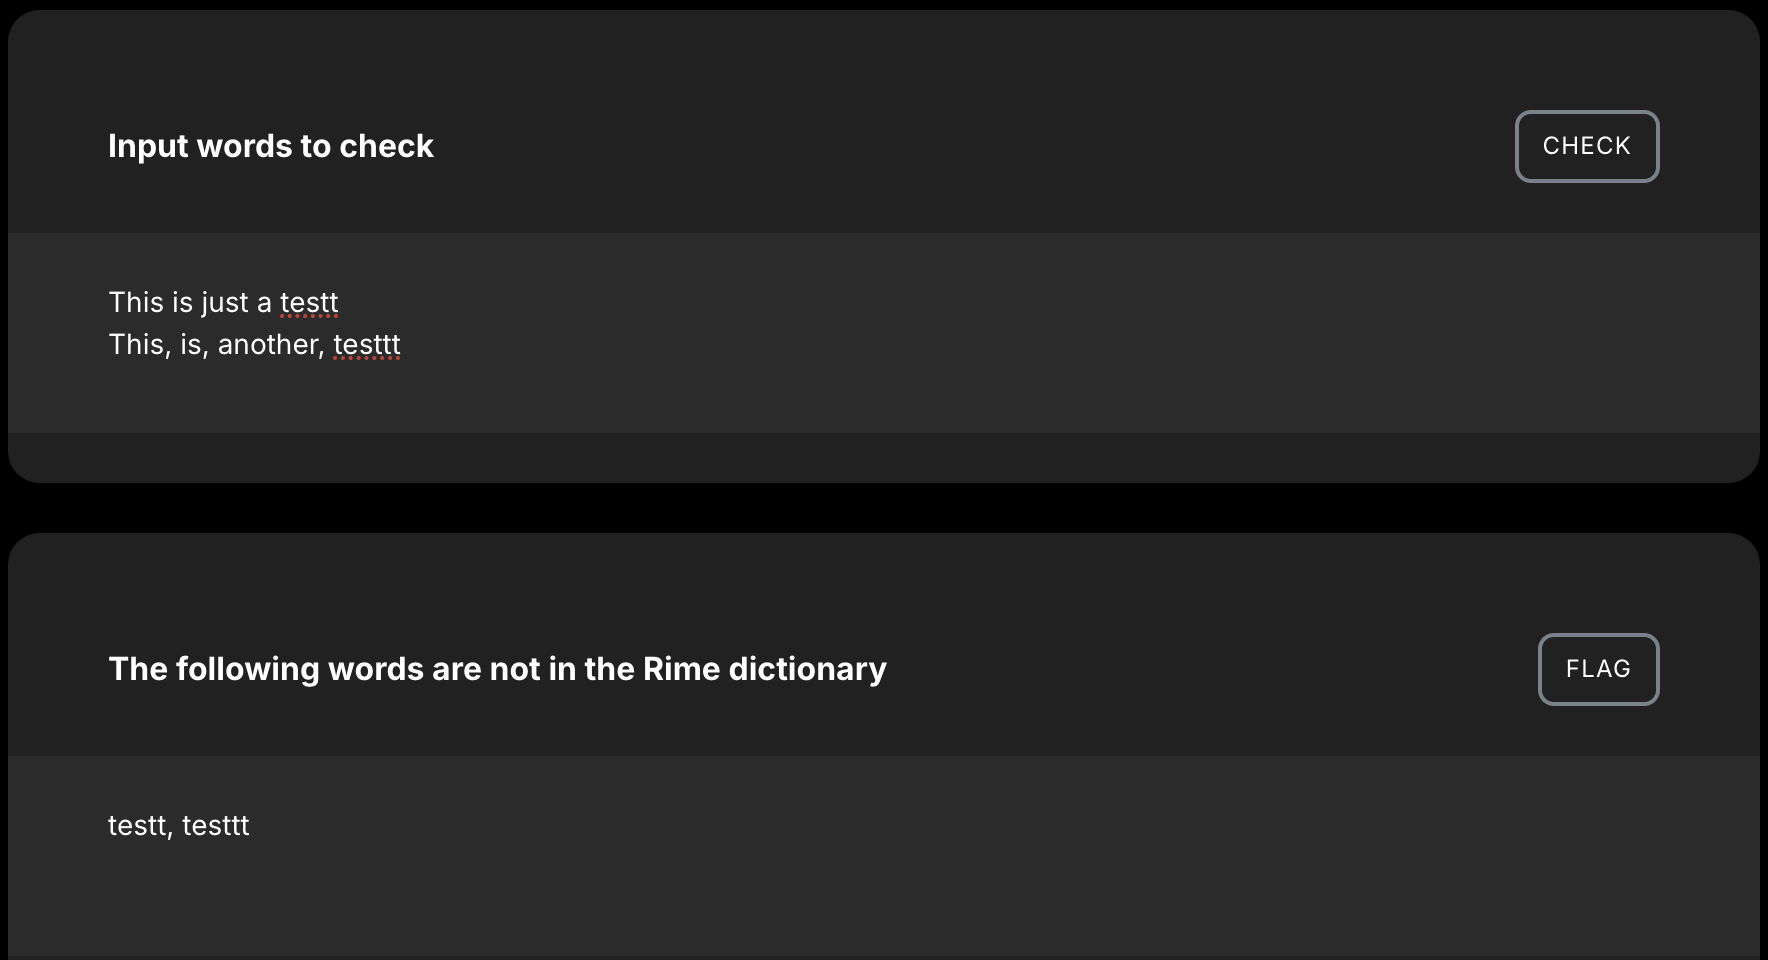 Input words to check
CHECK
This is just a testt
This, is, another, testtt
The following words are not in the Rime dictionary
FLAG
testt, testtt